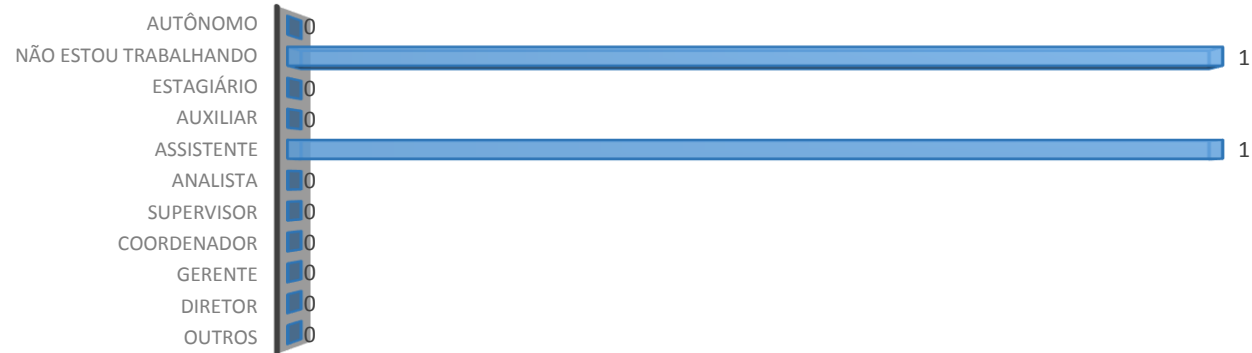 AUTÔNOMO 0
NÃO ESTOU TRABALHANDO 1
ESTAGIÁRIO 0
AUXILIAR 0
ASSISTENTE 1
ANALISTA 0
SUPERVISOR 0
COORDENADOR 0
GERENTE 0
DIRETOR 0
OUTROS 0